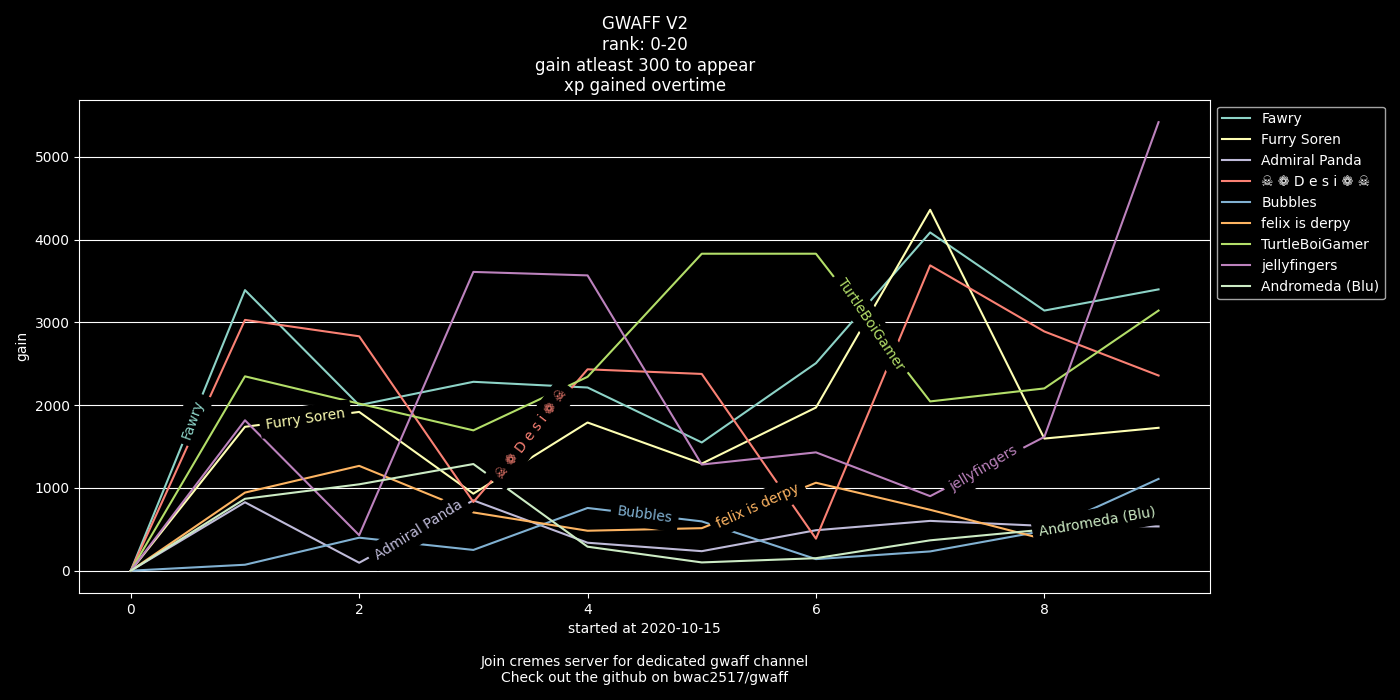 GWAFF V2
rank: 0-20
gain atleast 300 to appear
xp gained overtime
gain
5000
4000
3000
2000
1000
0
0 2 4 6 8
started at 2020-10-15
Fawry
Furry Soren
Admiral Panda
☠ ❁ D e s i ❁ ☠
Bubbles
felix is derpy
TurtleBoiGamer
jellyfingers
Andromeda (Blu)
Fawry
Furry Soren
Admiral Panda
☠ ❁ D e s i ❁ ☠
Bubbles
felix is derpy
TurtleBoiGamer
jellyfingers
Andromeda (Blu)
Join cremes server for dedicated gwaff channel
Check out the github on bwac2517/gwaff